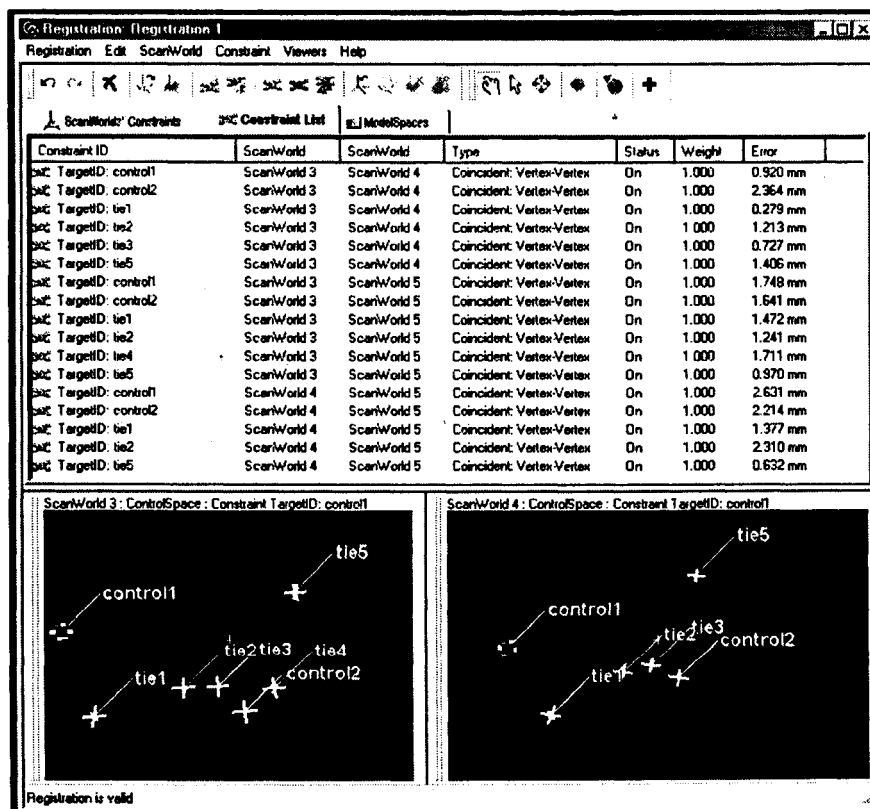 Registration: Registration 1
Registration Edit ScanWorld Constraint Viewers Help
ScanWorlds' Constraints Constraint List ModelSpaces
Constraint ID ScanWorld ScanWorld Type Status Weight Error
TargetID: control1 ScanWorld 3 ScanWorld 4 Coincident: Vertex-Vertex On 1.000 0.920 mm
TargetID: control2 ScanWorld 3 ScanWorld 4 Coincident: Vertex-Vertex On 1.000 2.364 mm
TargetID: tie1 ScanWorld 3 ScanWorld 4 Coincident: Vertex-Vertex On 1.000 0.279 mm
TargetID: tie2 ScanWorld 3 ScanWorld 4 Coincident: Vertex-Vertex On 1.000 1.213 mm
TargetID: tie3 ScanWorld 3 ScanWorld 4 Coincident: Vertex-Vertex On 1.000 0.727 mm
TargetID: tie5 ScanWorld 3 ScanWorld 4 Coincident: Vertex-Vertex On 1.000 1.406 mm
TargetID: control1 ScanWorld 3 ScanWorld 5 Coincident: Vertex-Vertex On 1.000 1.748 mm
TargetID: control2 ScanWorld 3 ScanWorld 5 Coincident: Vertex-Vertex On 1.000 1.641 mm
TargetID: tie1 ScanWorld 3 ScanWorld 5 Coincident: Vertex-Vertex On 1.000 1.472 mm
TargetID: tie2 ScanWorld 3 ScanWorld 5 Coincident: Vertex-Vertex On 1.000 1.241 mm
TargetID: tie4 ScanWorld 3 ScanWorld 5 Coincident: Vertex-Vertex On 1.000 1.711 mm
TargetID: tie5 ScanWorld 3 ScanWorld 5 Coincident: Vertex-Vertex On 1.000 0.970 mm
TargetID: control1 ScanWorld 4 ScanWorld 5 Coincident: Vertex-Vertex On 1.000 2.631 mm
TargetID: control2 ScanWorld 4 ScanWorld 5 Coincident: Vertex-Vertex On 1.000 2.214 mm
TargetID: tie1 ScanWorld 4 ScanWorld 5 Coincident: Vertex-Vertex On 1.000 1.377 mm
TargetID: tie2 ScanWorld 4 ScanWorld 5 Coincident: Vertex-Vertex On 1.000 2.310 mm
TargetID: tie5 ScanWorld 4 ScanWorld 5 Coincident: Vertex-Vertex On 1.000 0.632 mm
ScanWorld 3 : ControlSpace : Constraint TargetID: control1
tie5
control1
tie2 tie3 tie4
tie1 control2
ScanWorld 4 : ControlSpace : Constraint TargetID: control1
tie5
control1
tie2 tie3 control2
tie1
Registration is valid